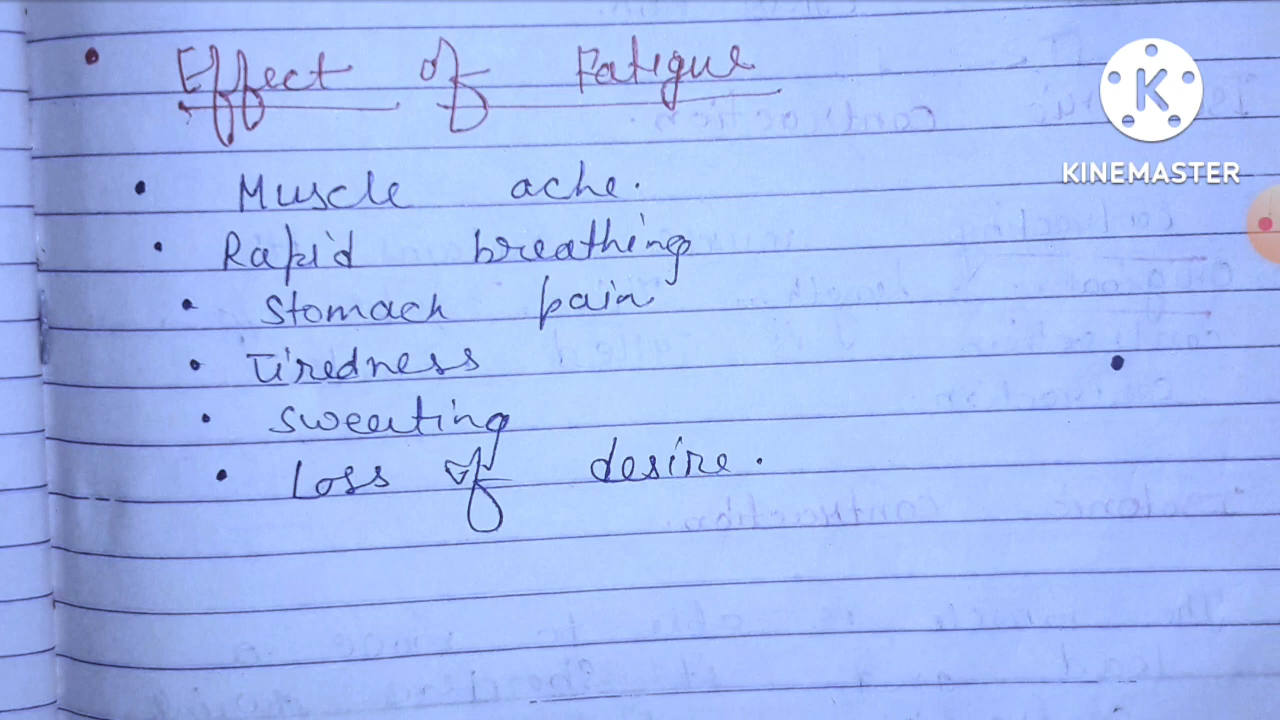 • Effect of Fatigue
• Muscle ache.
• Rapid breathing
• Stomach pain
• Tiredness
• Sweating
• Loss of desire.
K
KINEMASTER